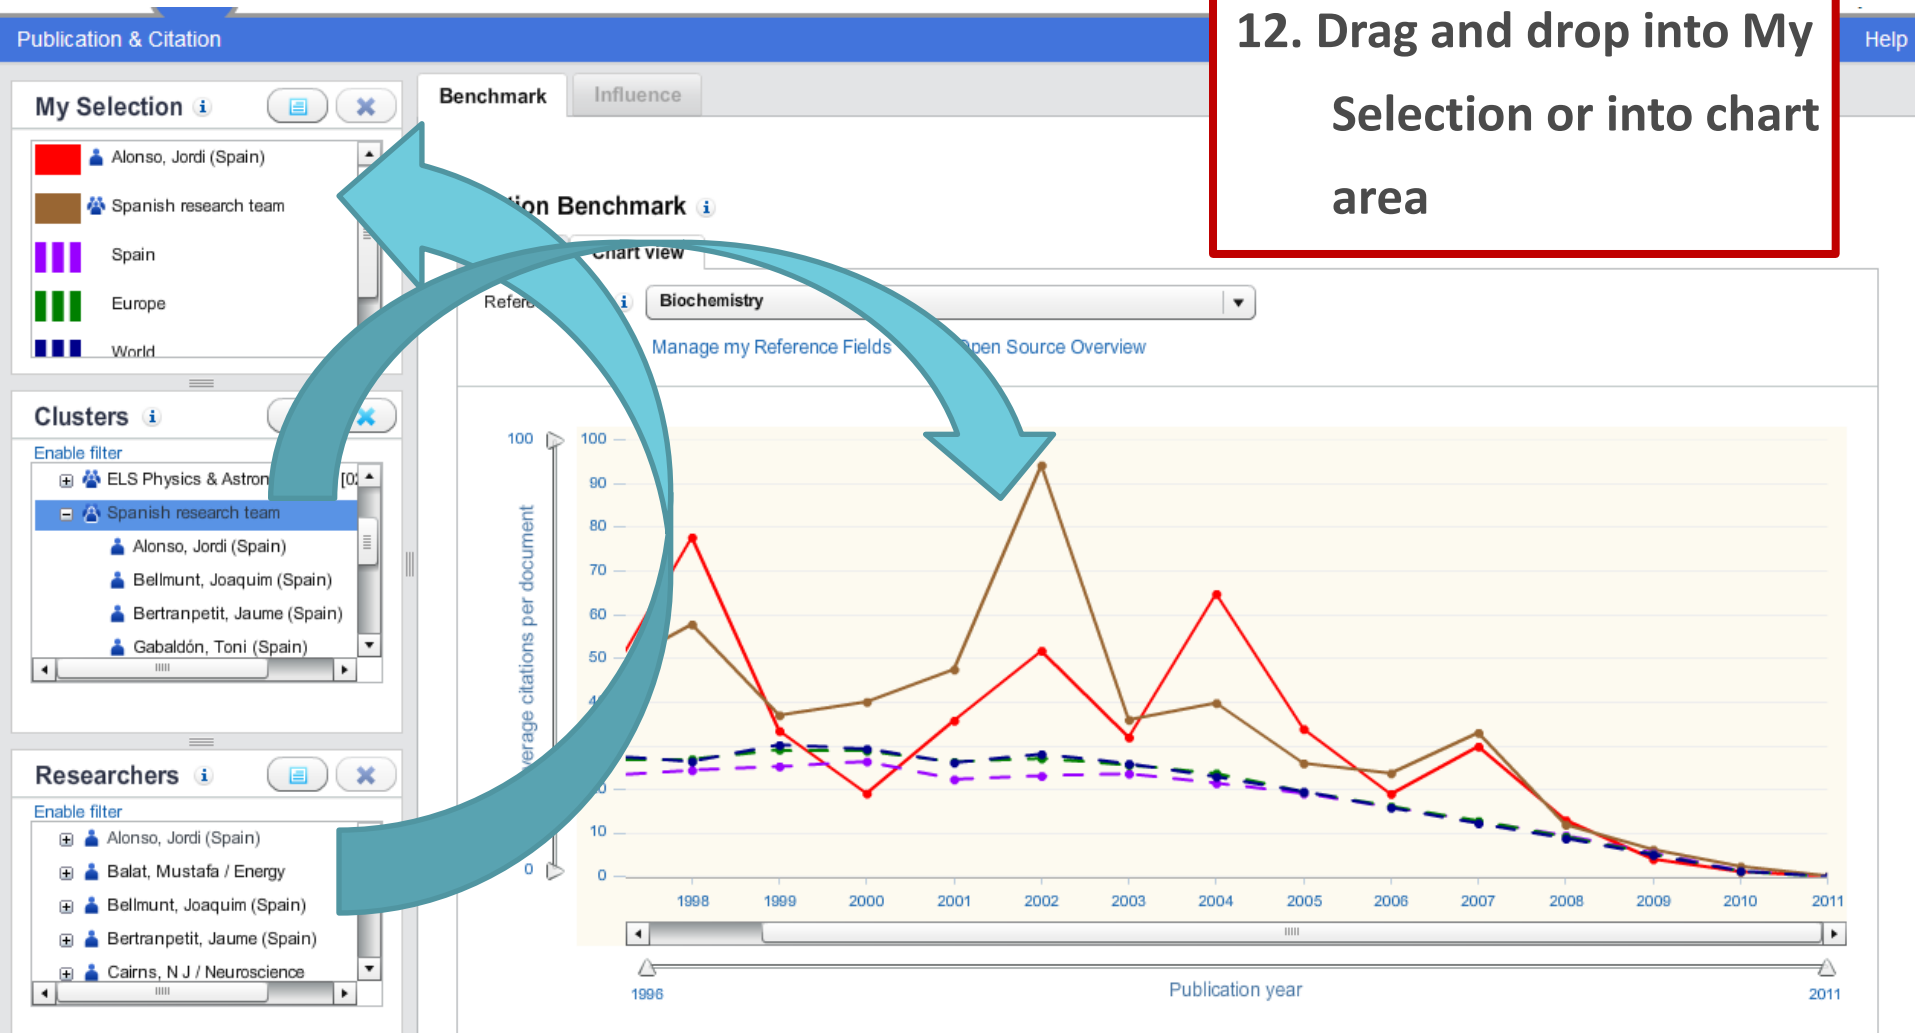 Publication & Citation
Help
12. Drag and drop into My
Selection or into chart
area
My Selection
Alonso, Jordi (Spain)
Spanish research team
Spain
Europe
World
Clusters
Enable filter
ELS Physics & Astron
Spanish research team
Alonso, Jordi (Spain)
Bellmunt, Joaquim (Spain)
Bertranpetit, Jaume (Spain)
Gabaldón, Toni (Spain)
Researchers
Enable filter
Alonso, Jordi (Spain)
Balat, Mustafa / Energy
Bellmunt, Joaquim (Spain)
Bertranpetit, Jaume (Spain)
Cairns, N J / Neuroscience
Benchmark
Influence
Benchmark
Chart view
Biochemistry
Manage my Reference Fields
Open Source Overview
100
0
citations per document
100
90
80
70
60
50
10
0
1998 1999 2000 2001 2002 2003 2004 2005 2006 2007 2008 2009 2010 2011
1996
Publication year
2011